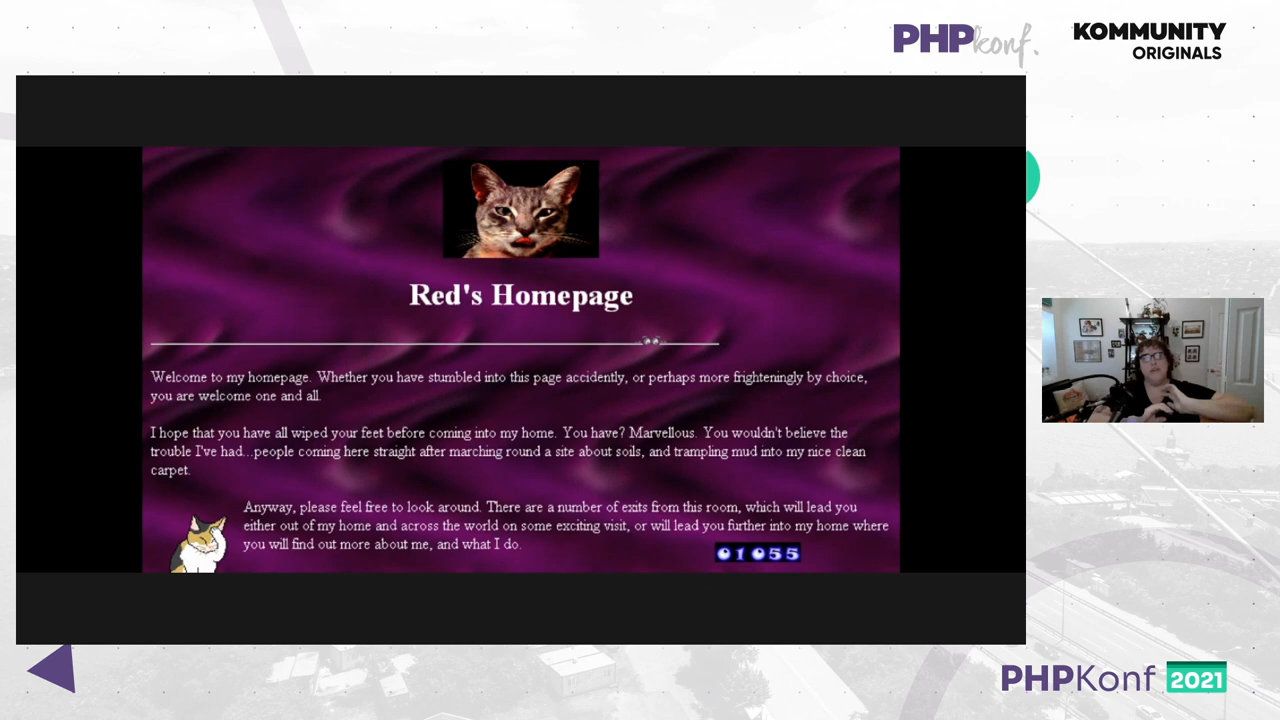 PHPkonf.
KOMMUNITY
ORIGINALS
Red's Homepage
Welcome to my homepage. Whether you have stumbled into this page accidently, or perhaps more frighteningly by choice,
you are welcome one and all.
I hope that you have all wiped your feet before coming into my home. You have? Marvellous. You wouldn't believe the
trouble I've had...people coming here straight after marching round a site about soils, and trampling mud into my nice clean
carpet.
Anyway, please feel free to look around. There are a number of exits from this room, which will lead you
either out of my home and across the world on some exciting visit, or will lead you further into my home where
you will find out more about me, and what I do.
01055
PHPKonf 2021